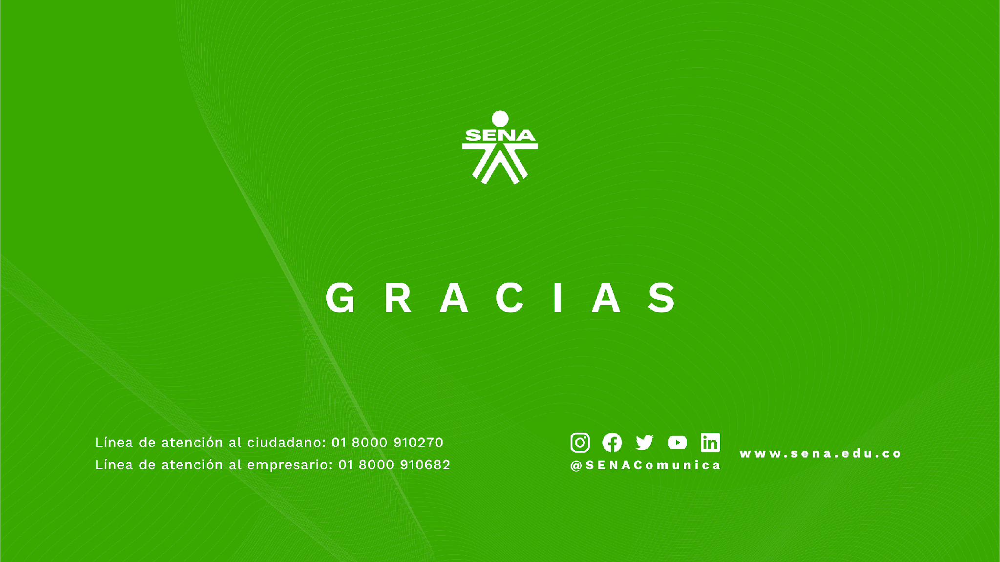 SENA
GRACIAS
Línea de atención al ciudadano: 01 8000 910270
Línea de atención al empresario: 01 8000 910682
@SENAComunica
www.sena.edu.co